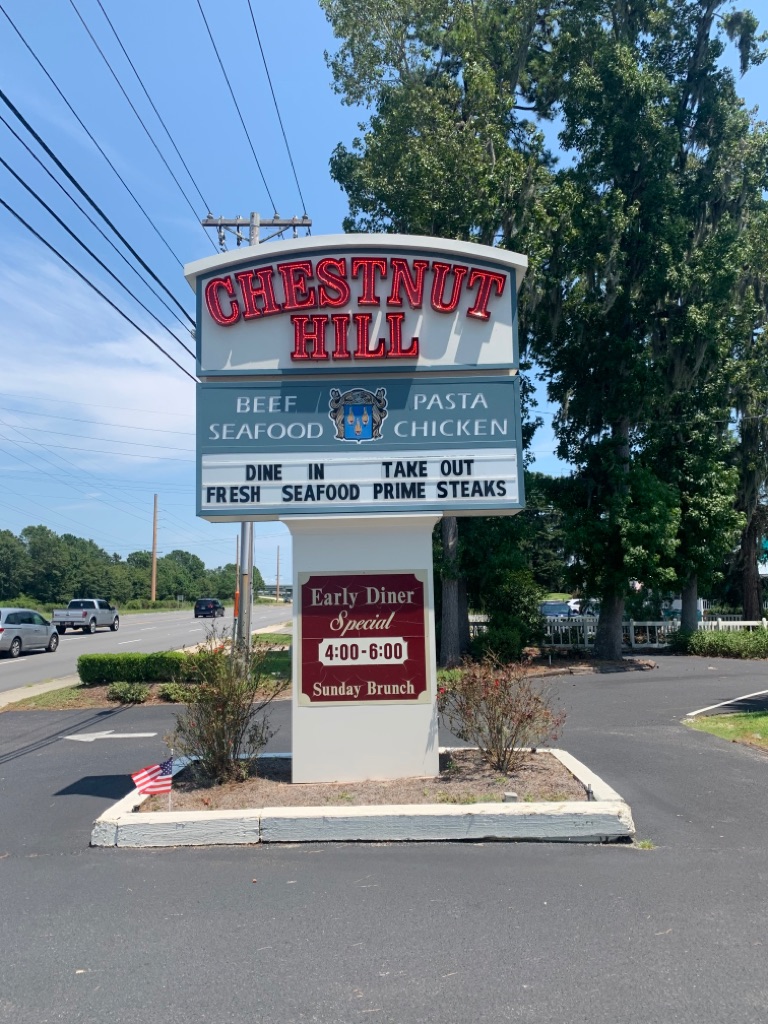 CHESTNUT
HILL
BEEF PASTA
SEAFOOD CHICKEN
DINE IN TAKE OUT
FRESH SEAFOOD PRIME STEAKS
Early Diner
Special
4:00-6:00
Sunday Brunch